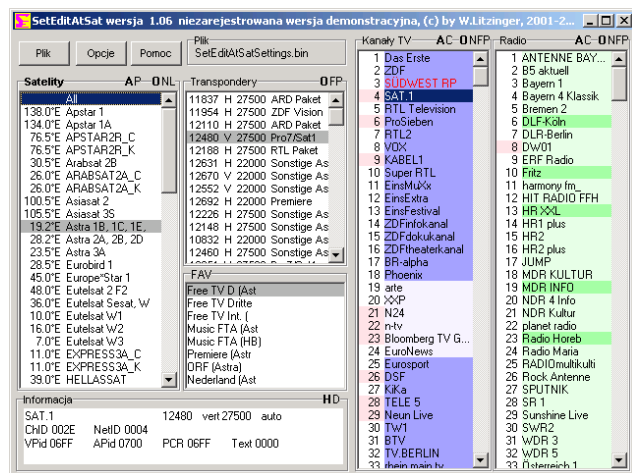 SetEditAtSat wersja 1.06 niezarejestrowana wersja demonstracyjna, (c) by W.Litzinger, 2001-2...
Plik
Opcje
Pomoc
Plik
SetEditAtSatSettings.bin
Satelity AP ONL
All
138.0°E Apstar 1
134.0°E Apstar 1A
76.5°E APSTAR2R_C
76.5°E APSTAR2R_K
30.5°E Arabsat 2B
26.0°E ARABSAT2A_C
26.0°E ARABSAT2A_K
100.5°E Asiasat 2
105.5°E Asiasat 3S
19.2°E Astra 1B, 1C, 1E,
28.2°E Astra 2A, 2B, 2D
23.5°E Astra 3A
28.5°E Eurobird 1
45.0°E Europe*Star 1
48.0°E Eutelsat 2 F2
36.0°E Eutelsat Sesat, W
10.0°E Eutelsat W1
16.0°E Eutelsat W2
7.0°E Eutelsat W3
11.0°E EXPRESS3A_C
11.0°E EXPRESS3A_K
39.0°E HELLASSAT
Transpondery OFP
11837 H 27500 ARD Paket
11954 H 27500 ZDF Vision
12110 H 27500 ARD Paket
12480 V 27500 Pro7/Sat1
12188 H 27500 RTL Paket
12631 H 22000 Sonstige As
12670 V 22000 Sonstige As
12552 V 22000 Sonstige As
12692 H 22000 Premiere
12226 H 27500 Sonstige As
12148 H 27500 Sonstige As
10832 H 22000 Sonstige As
12460 H 27500 Sonstige As
FAV
Free TV D (Ast
Free TV Dritte
Free TV Int. (
Music FTA (Ast
Music FTA (HB)
Premiere (Astr
ORF (Astra)
Nederland (Ast
Informacja HD
SAT.1 12480 vert 27500 auto
ChID 002E NetID 0004
VPid 06FF APid 0700 PCR 06FF Text 0000
Kanały TV AC ONFP
1 Das Erste
2 ZDF
3 SÜDWEST RP
4 SAT.1
5 RTL Television
6 ProSieben
7 RTL2
8 VOX
9 KABEL1
10 Super RTL
11 EinsMuXx
12 EinsExtra
13 EinsFestival
14 ZDFinfokanal
15 ZDFdokukanal
16 ZDFtheaterkanal
17 BR-alpha
18 Phoenix
19 arte
20 XXP
21 N24
22 n-tv
23 Bloomberg TV G...
24 EuroNews
25 Eurosport
26 DSF
27 KiKa
28 TELE 5
29 Neun Live
30 TW1
31 BTV
32 TV.BERLIN
33 rhein main tv
Radio AC ONFP
1 ANTENNE BAY...
2 B5 aktuell
3 Bayern 1
4 Bayern 4 Klassik
5 Bremen 2
6 DLF-Köln
7 DLR-Berlin
8 DW01
9 ERF Radio
10 Fritz
11 harmony fm_
12 HIT RADIO FFH
13 HR XXL
14 HR1 plus
15 HR2
16 HR2 plus
17 JUMP
18 MDR KULTUR
19 MDR INFO
20 NDR 4 Info
21 NDR Kultur
22 planet radio
23 Radio Horeb
24 Radio Maria
25 RADIOmultikulti
26 Rock Antenne
27 SPUTNIK
28 SR 1
29 Sunshine Live
30 SWR2
31 WDR 3
32 WDR 5
33 Österreich 1